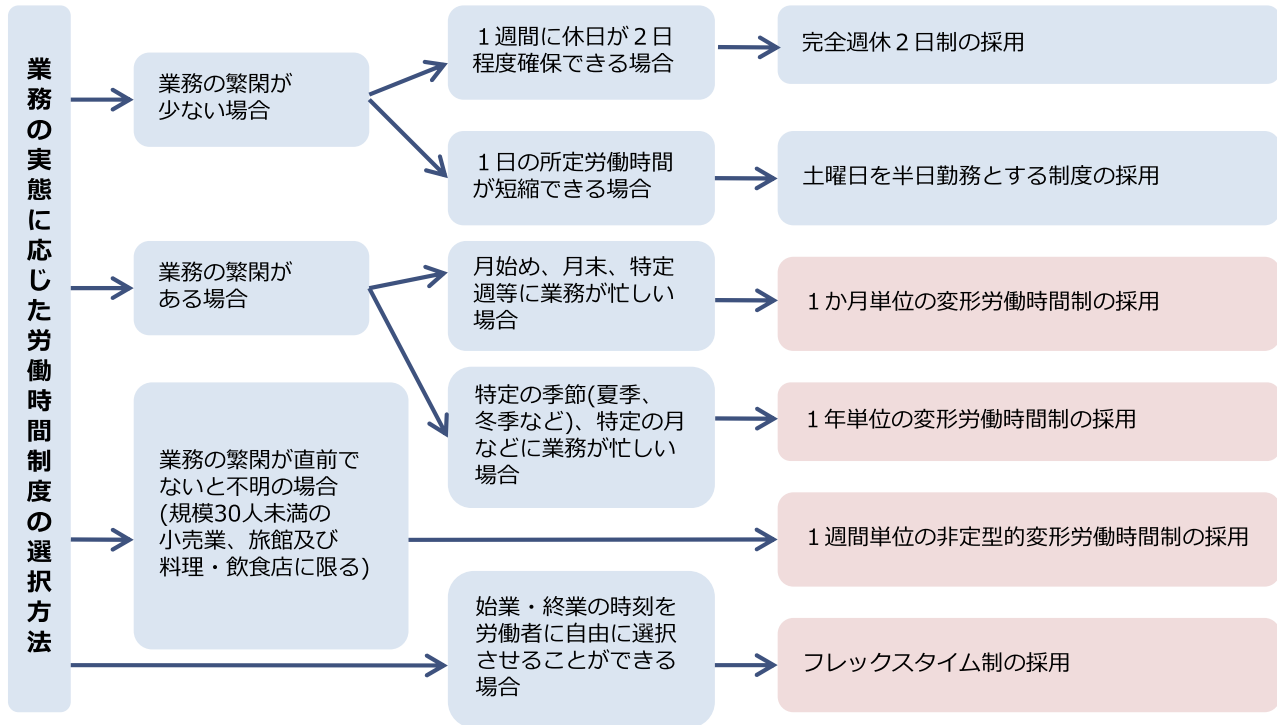 業務の実態に応じた労働時間制度の選択方法
業務の繁閑が
少ない場合
１週間に休日が２日
程度確保できる場合
完全週休２日制の採用
１日の所定労働時間
が短縮できる場合
土曜日を半日勤務とする制度の採用
業務の繁閑が
ある場合
月始め、月末、特定
週等に業務が忙しい
場合
１か月単位の変形労働時間制の採用
特定の季節(夏季、
冬季など)、特定の月
などに業務が忙しい
場合
１年単位の変形労働時間制の採用
業務の繁閑が直前で
ないと不明の場合
(規模30人未満の
小売業、旅館及び
料理・飲食店に限る)
１週間単位の非定型的変形労働時間制の採用
始業・終業の時刻を
労働者に自由に選択
させることができる
場合
フレックスタイム制の採用